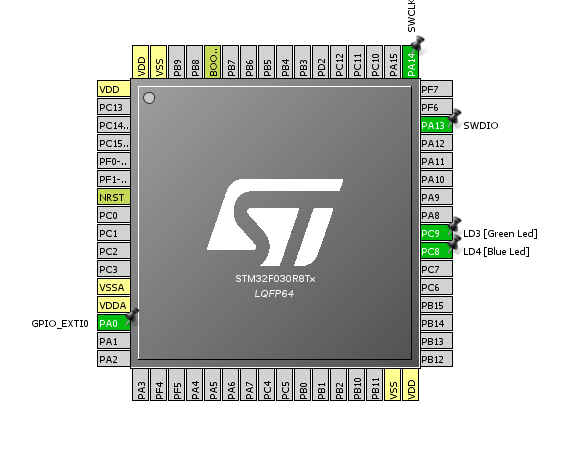 SWCLK
VDD VSS PB9 PB8 BOO.. PB7 PB6 PB5 PB4 PB3 PD2 PC12 PC11 PC10 PA15 PA14
VDD
PC13
PC14..
PC15..
PF0-..
PF1-..
NRST
PC0
PC1
PC2
PC3
VSSA
VDDA
GPIO_EXTI0 PA0
PA1
PA2
ST
STM32F030R8Tx
LQFP64
PF7
PF6
PA13 SWDIO
PA12
PA11
PA10
PA9
PA8
PC9 LD3 [Green Led]
PC8 LD4 [Blue Led]
PC7
PC6
PB15
PB14
PB13
PB12
PA3 PF4 PF5 PA4 PA5 PA6 PA7 PC4 PC5 PB0 PB1 PB2 PB10 PB11 VSS VDD